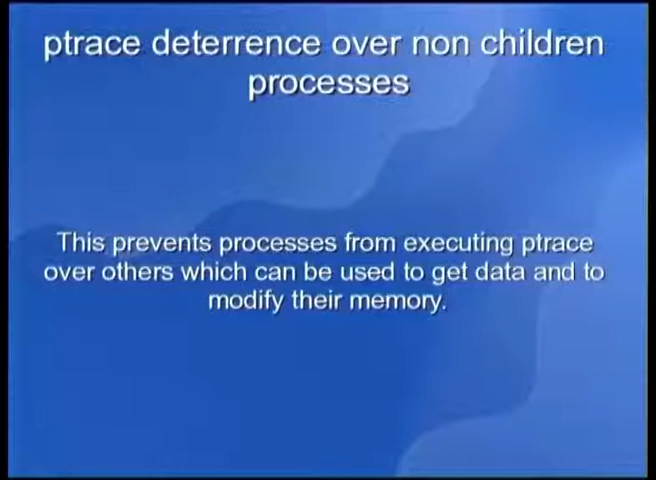 ptrace deterrence over non children
processes
This prevents processes from executing ptrace
over others which can be used to get data and to
modify their memory.